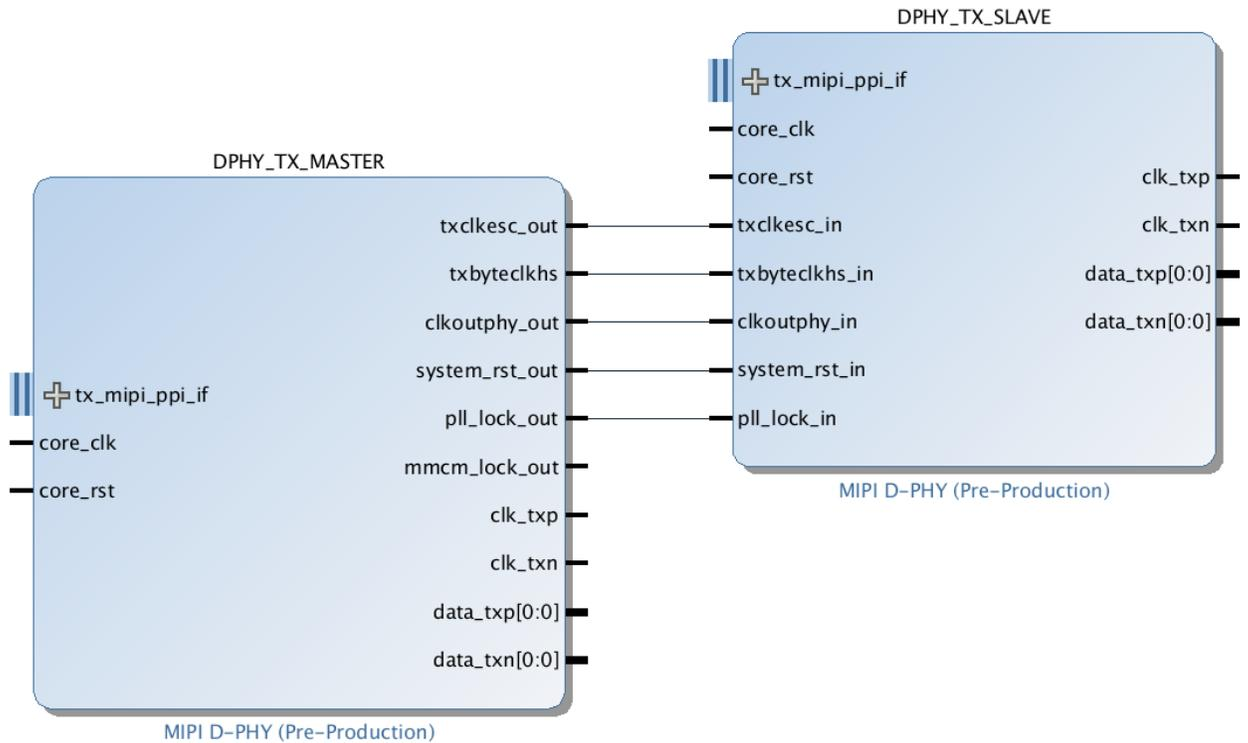 DPHY_TX_SLAVE
tx_mipi_ppi_if
core_clk
core_rst
txclkesc_in
txbyteclkhs_in
clkoutphy_in
system_rst_in
pll_lock_in
clk_txp
clk_txn
data_txp[0:0]
data_txn[0:0]
MIPI D-PHY (Pre-Production)
DPHY_TX_MASTER
tx_mipi_ppi_if
core_clk
core_rst
txclkesc_out
txbyteclkhs
clkoutphy_out
system_rst_out
pll_lock_out
mmcm_lock_out
clk_txp
clk_txn
data_txp[0:0]
data_txn[0:0]
MIPI D-PHY (Pre-Production)